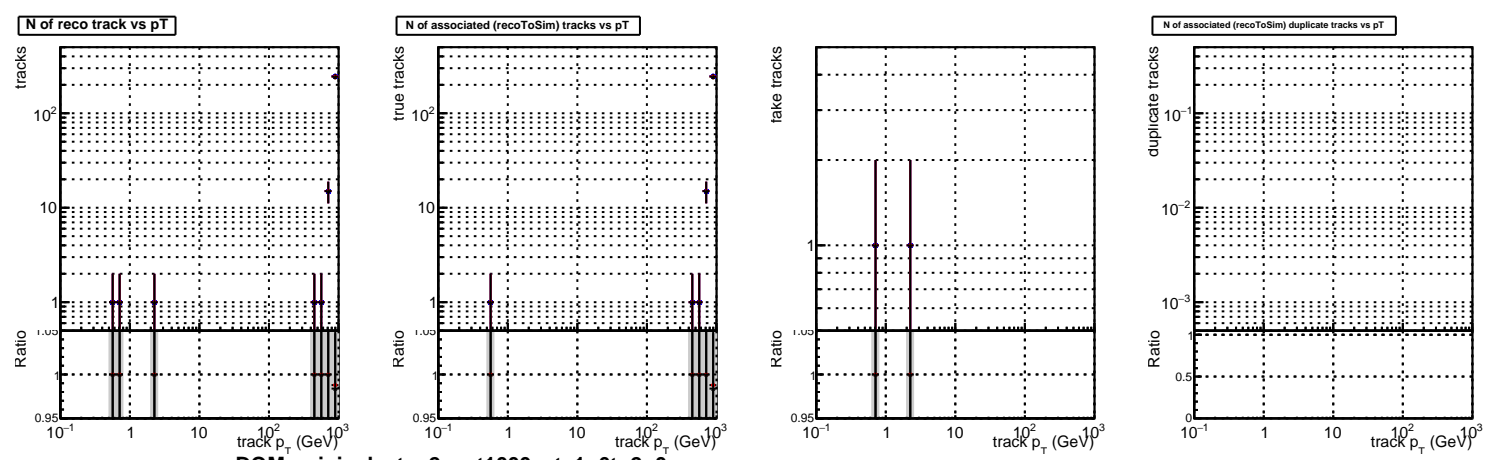 N of reco track vs pT
N of associated (recoToSim) tracks vs pT
N of associated (recoToSim) duplicate tracks vs pT
tracks
10²
10
1
Ratio
1.05
1
0.95
10⁻¹ 1 10 10² 10³
track p_T (GeV)
true tracks
10²
10
1
Ratio
1.05
1
0.95
10⁻¹ 1 10 10² 10³
track p_T (GeV)
fake tracks
1
Ratio
1.05
1
0.95
10⁻¹ 1 10 10² 10³
track p_T (GeV)
duplicate tracks
10⁻¹
10⁻²
10⁻³
Ratio
1
0.5
0
10⁻¹ 1 10 10² 10³
track p_T (GeV)